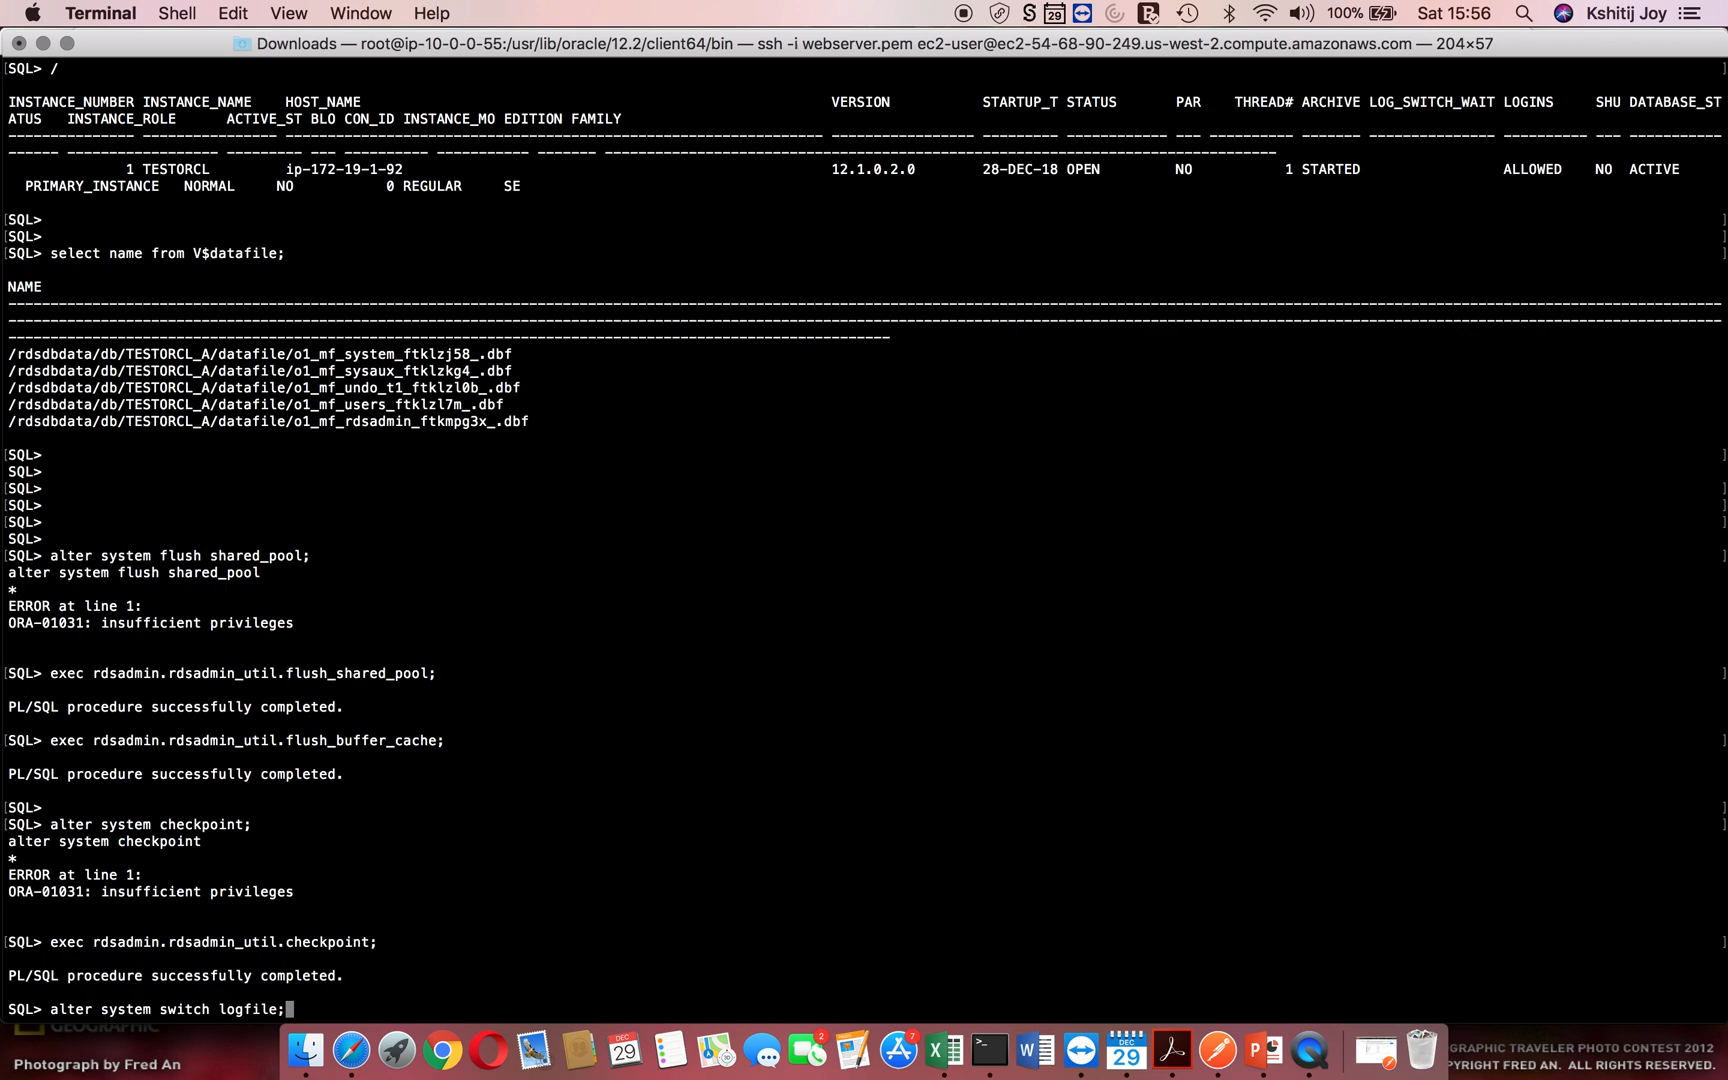 Terminal Shell Edit View Window Help 100% Sat 15:56 Kshitij Joy
Downloads — root@ip-10-0-0-55:/usr/lib/oracle/12.2/client64/bin — ssh -i webserver.pem ec2-user@ec2-54-68-90-249.us-west-2.compute.amazonaws.com — 204×57
SQL> /
INSTANCE_NUMBER INSTANCE_NAME HOST_NAME VERSION STARTUP_T STATUS PAR THREAD# ARCHIVE LOG_SWITCH_WAIT LOGINS SHU DATABASE_ST
ATUS INSTANCE_ROLE ACTIVE_ST BLO CON_ID INSTANCE_MO EDITION FAMILY
1 TESTORCL ip-172-19-1-92 12.1.0.2.0 28-DEC-18 OPEN NO 1 STARTED ALLOWED NO ACTIVE
PRIMARY_INSTANCE NORMAL NO 0 REGULAR SE
SQL>
SQL>
SQL> select name from V$datafile;
NAME
/rdsdbdata/db/TESTORCL_A/datafile/o1_mf_system_ftklzj58_.dbf
/rdsdbdata/db/TESTORCL_A/datafile/o1_mf_sysaux_ftklzkg4_.dbf
/rdsdbdata/db/TESTORCL_A/datafile/o1_mf_undo_t1_ftklzl0b_.dbf
/rdsdbdata/db/TESTORCL_A/datafile/o1_mf_users_ftklzl7m_.dbf
/rdsdbdata/db/TESTORCL_A/datafile/o1_mf_rdsadmin_ftkmpg3x_.dbf
SQL>
SQL>
SQL>
SQL>
SQL>
SQL>
SQL> alter system flush shared_pool;
alter system flush shared_pool
*
ERROR at line 1:
ORA-01031: insufficient privileges
SQL> exec rdsadmin.rdsadmin_util.flush_shared_pool;
PL/SQL procedure successfully completed.
SQL> exec rdsadmin.rdsadmin_util.flush_buffer_cache;
PL/SQL procedure successfully completed.
SQL>
SQL> alter system checkpoint;
alter system checkpoint
*
ERROR at line 1:
ORA-01031: insufficient privileges
SQL> exec rdsadmin.rdsadmin_util.checkpoint;
PL/SQL procedure successfully completed.
SQL> alter system switch logfile;
GEOGRAPHIC
Photograph by Fred An
GRAPHIC TRAVELER PHOTO CONTEST 2012
PYRIGHT FRED AN. ALL RIGHTS RESERVED.